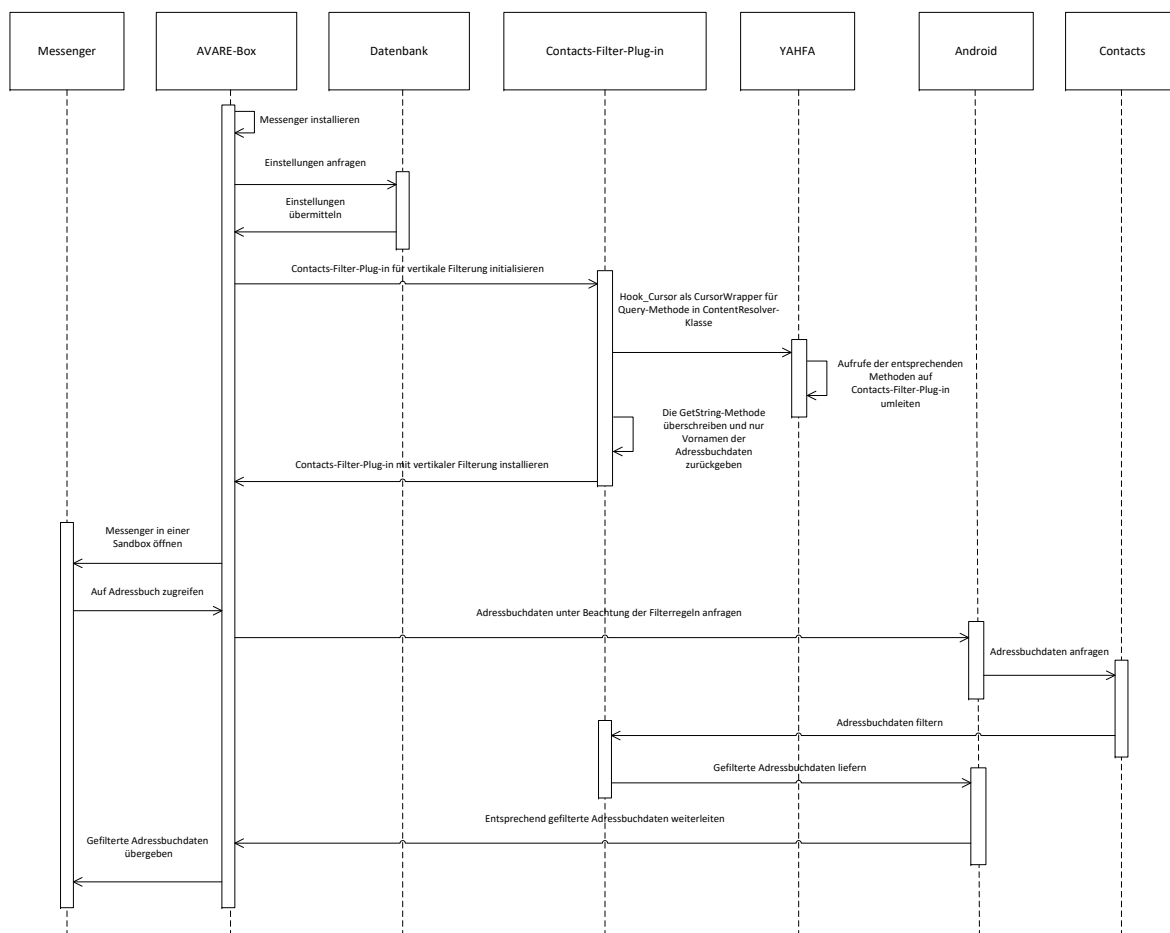 Messenger
AVARE-Box
Datenbank
Contacts-Filter-Plug-in
YAHFA
Android
Contacts
Messenger installieren
Einstellungen anfragen
Einstellungen
übermitteln
Contacts-Filter-Plug-in für vertikale Filterung initialisieren
Hook_Cursor als CursorWrapper für
Query-Methode in ContentResolver-
Klasse
Aufrufe der entsprechenden
Methoden auf
Contacts-Filter-Plug-in
umleiten
Die GetString-Methode
überschreiben und nur
Vornamen der
Adressbuchdaten
zurückgeben
Contacts-Filter-Plug-in mit vertikaler Filterung installieren
Messenger in einer
Sandbox öffnen
Auf Adressbuch zugreifen
Adressbuchdaten unter Beachtung der Filterregeln anfragen
Adressbuchdaten anfragen
Adressbuchdaten filtern
Gefilterte Adressbuchdaten liefern
Entsprechend gefilterte Adressbuchdaten weiterleiten
Gefilterte Adressbuchdaten
übergeben